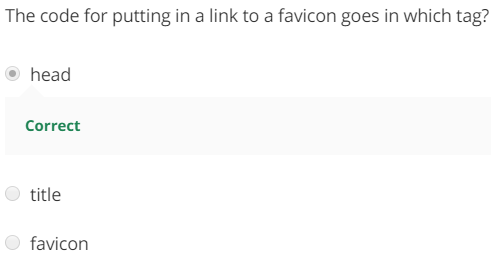 The code for putting in a link to a favicon goes in which tag?
head
Correct
title
favicon